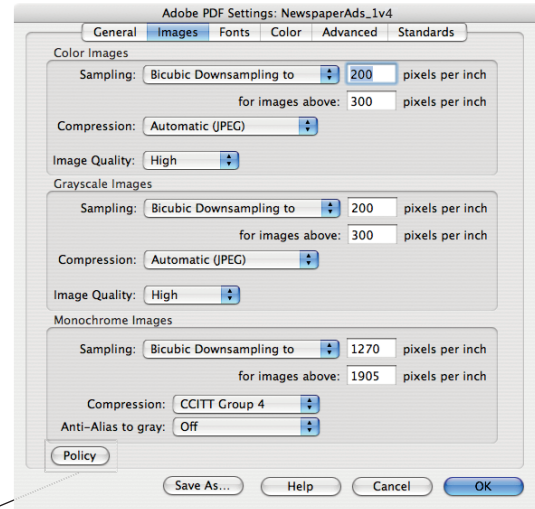 Adobe PDF Settings: NewspaperAds_1v4
General Images Fonts Color Advanced Standards
Color Images
Sampling: Bicubic Downsampling to 200 pixels per inch
for images above: 300 pixels per inch
Compression: Automatic (JPEG)
Image Quality: High
Grayscale Images
Sampling: Bicubic Downsampling to 200 pixels per inch
for images above: 300 pixels per inch
Compression: Automatic (JPEG)
Image Quality: High
Monochrome Images
Sampling: Bicubic Downsampling to 1270 pixels per inch
for images above: 1905 pixels per inch
Compression: CCITT Group 4
Anti-Alias to gray: Off
Policy
Save As... Help Cancel OK